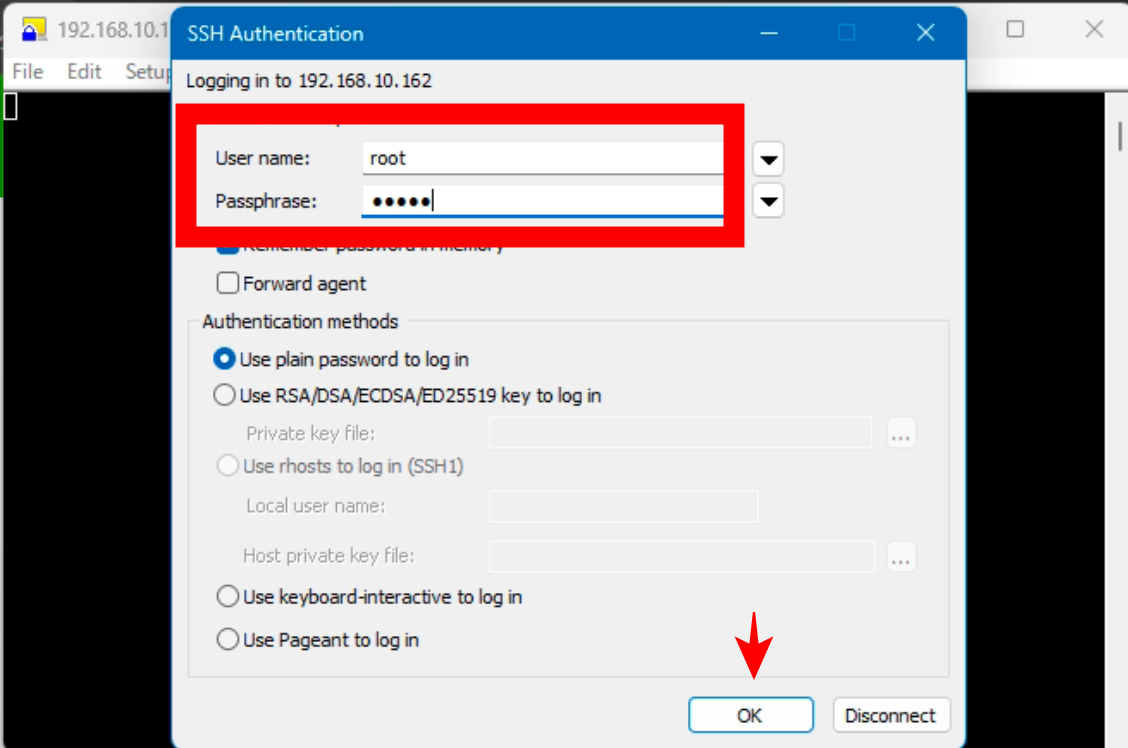 192.168.10.1
SSH Authentication
File Edit Setup
Logging in to 192.168.10.162
User name: root
Passphrase: •••••
Remember password in memory
Forward agent
Authentication methods
Use plain password to log in
Use RSA/DSA/ECDSA/ED25519 key to log in
Private key file:
...
Use rhosts to log in (SSH1)
Local user name:
Host private key file:
...
Use keyboard-interactive to log in
Use Pageant to log in
OK Disconnect